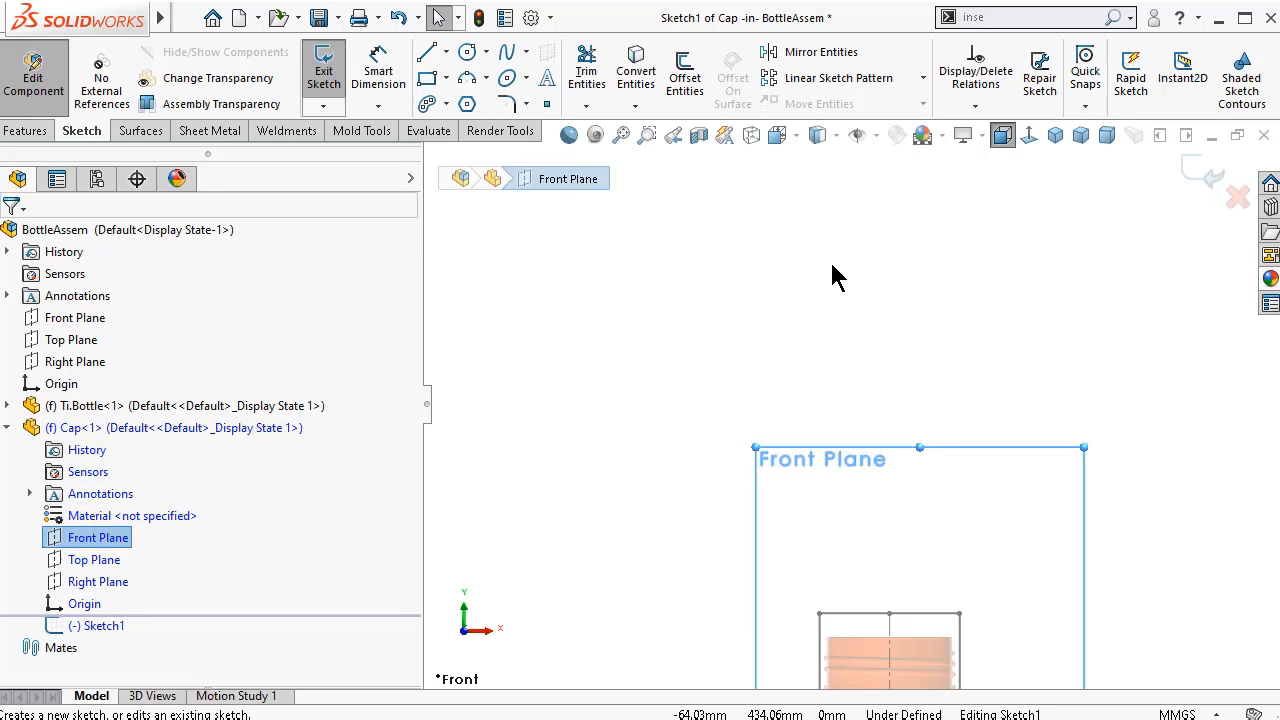 SOLIDWORKS
Sketch1 of Cap -in- BottleAssem *
inse
Edit Component
No External References
Hide/Show Components
Change Transparency
Assembly Transparency
Exit Sketch
Smart Dimension
Trim Entities
Convert Entities
Offset Entities
Offset On Surface
Mirror Entities
Linear Sketch Pattern
Move Entities
Display/Delete Relations
Repair Sketch
Quick Snaps
Rapid Sketch
Instant2D
Shaded Sketch Contours
Features
Sketch
Surfaces
Sheet Metal
Weldments
Mold Tools
Evaluate
Render Tools
Front Plane
BottleAssem (Default<Display State-1>)
History
Sensors
Annotations
Front Plane
Top Plane
Right Plane
Origin
(f) Ti.Bottle<1> (Default<<Default>_Display State 1>)
(f) Cap<1> (Default<<Default>_Display State 1>)
History
Sensors
Annotations
Material <not specified>
Front Plane
Top Plane
Right Plane
Origin
(-) Sketch1
Mates
Front Plane
Y
X
*Front
Model
3D Views
Motion Study 1
Creates a new sketch, or edits an existing sketch.
-64.03mm
434.06mm
0mm
Under Defined
Editing Sketch1
MMGS